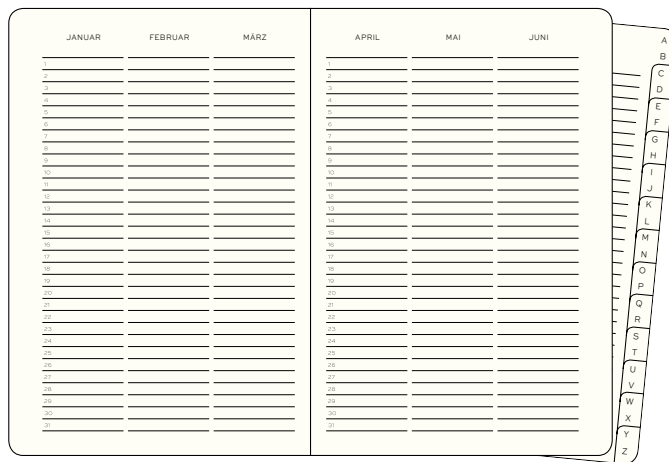 JANUAR FEBRUAR MÄRZ
1
2
3
4
5
6
7
8
9
10
11
12
13
14
15
16
17
18
19
20
21
22
23
24
25
26
27
28
29
30
31
APRIL MAI JUNI
1
2
3
4
5
6
7
8
9
10
11
12
13
14
15
16
17
18
19
20
21
22
23
24
25
26
27
28
29
30
31
A
B
C
D
E
F
G
H
I
J
K
L
M
N
O
P
Q
R
S
T
U
V
W
X
Y
Z